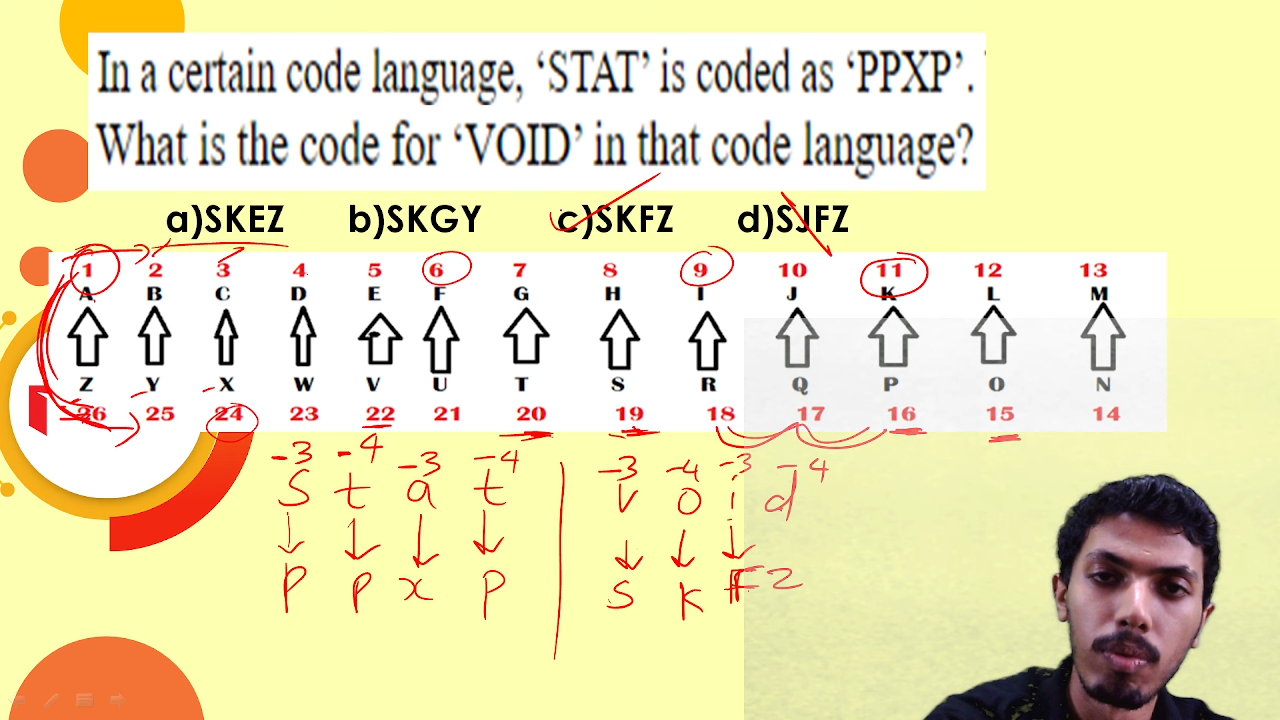 In a certain code language, ‘STAT’ is coded as ‘PPXP’.
What is the code for ‘VOID’ in that code language?
a)SKEZ b)SKGY c)SKFZ d)SJFZ
1 2 3 4 5 6 7 8 9 10 11 12 13
A B C D E F G H I J K L M
Z Y X W V U T S R Q P O N
26 25 24 23 22 21 20 19 18 17 16 15 14
-3 -4 -3 -4 -3 -4 -3 -4
S t a t v o i d
P P x P S K F Z